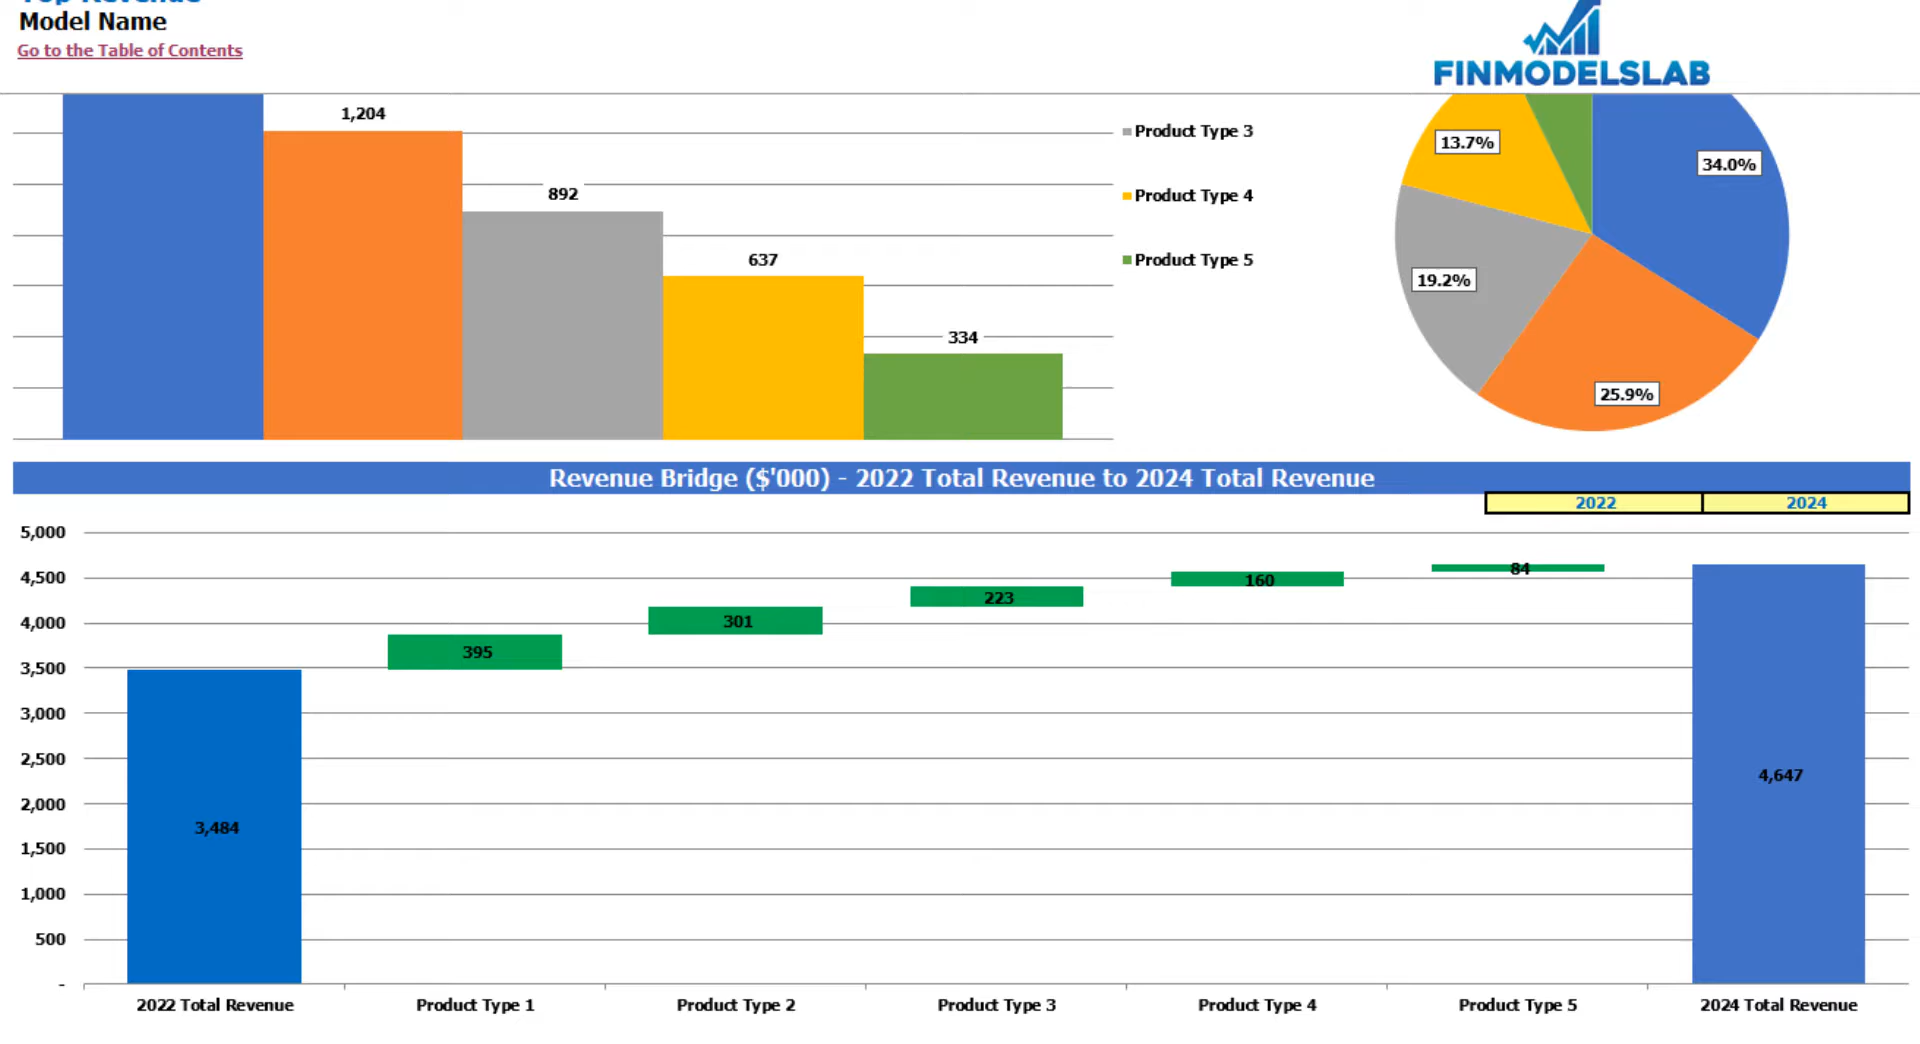 Top Revenue
Model Name
Go to the Table of Contents
FINMODELSLAB
1,204
892
637
334
Product Type 3
Product Type 4
Product Type 5
13.7%
34.0%
19.2%
25.9%
Revenue Bridge ($'000) - 2022 Total Revenue to 2024 Total Revenue
2022 2024
5,000
4,500
4,000
3,500
3,000
2,500
2,000
1,500
1,000
500
-
3,484
395
301
223
160
84
4,647
2022 Total Revenue
Product Type 1
Product Type 2
Product Type 3
Product Type 4
Product Type 5
2024 Total Revenue